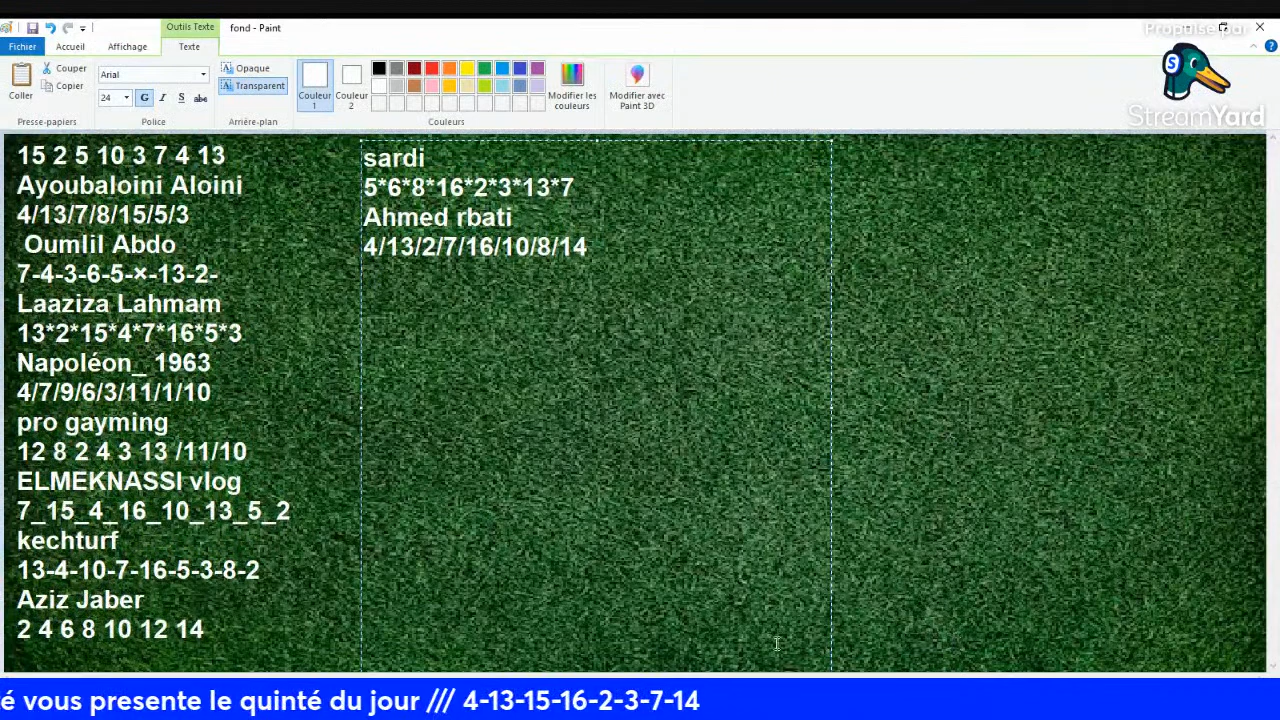 Outils Texte
fond - Paint
Propulsé par
Fichier
Accueil
Affichage
Texte
Coller
Couper
Copier
Presse-papiers
Arial
24
G
I
S
abc
Police
Opaque
Transparent
Arrière-plan
Couleur 1
Couleur 2
Modifier les couleurs
Couleurs
Modifier avec Paint 3D
S
StreamYard
15 2 5 10 3 7 4 13
Ayoubaloini Aloini
4/13/7/8/15/5/3
Oumlil Abdo
7-4-3-6-5-×-13-2-
Laaziza Lahmam
13*2*15*4*7*16*5*3
Napoléon_ 1963
4/7/9/6/3/11/1/10
pro gayming
12 8 2 4 3 13 /11/10
ELMEKNASSI vlog
7_15_4_16_10_13_5_2
kechturf
13-4-10-7-16-5-3-8-2
Aziz Jaber
2 4 6 8 10 12 14
sardi
5*6*8*16*2*3*13*7
Ahmed rbati
4/13/2/7/16/10/8/14
é vous presente le quinté du jour /// 4-13-15-16-2-3-7-14